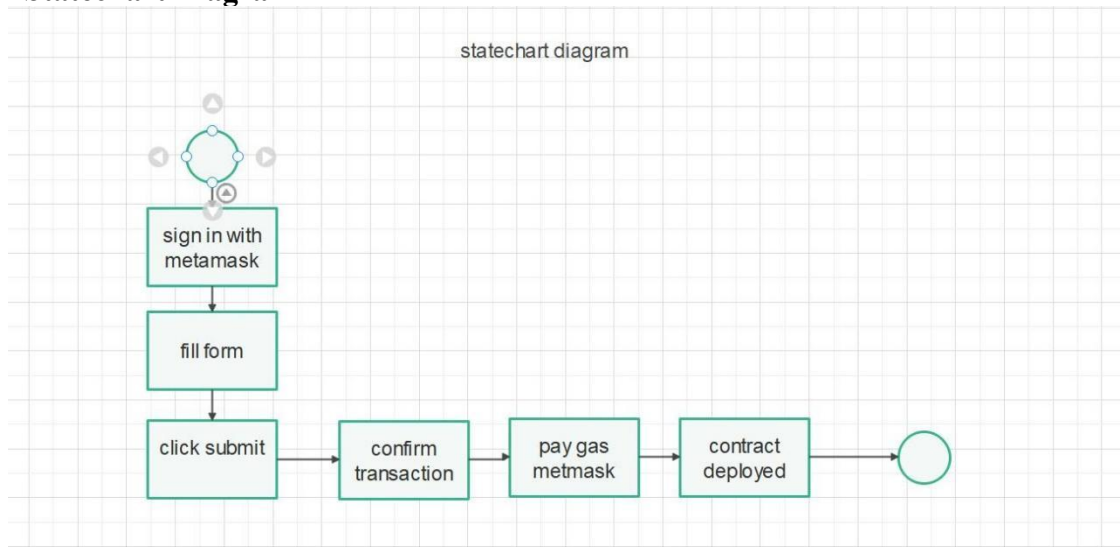 statechart diagram
sign in with
metamask
fill form
click submit
confirm
transaction
pay gas
metmask
contract
deployed